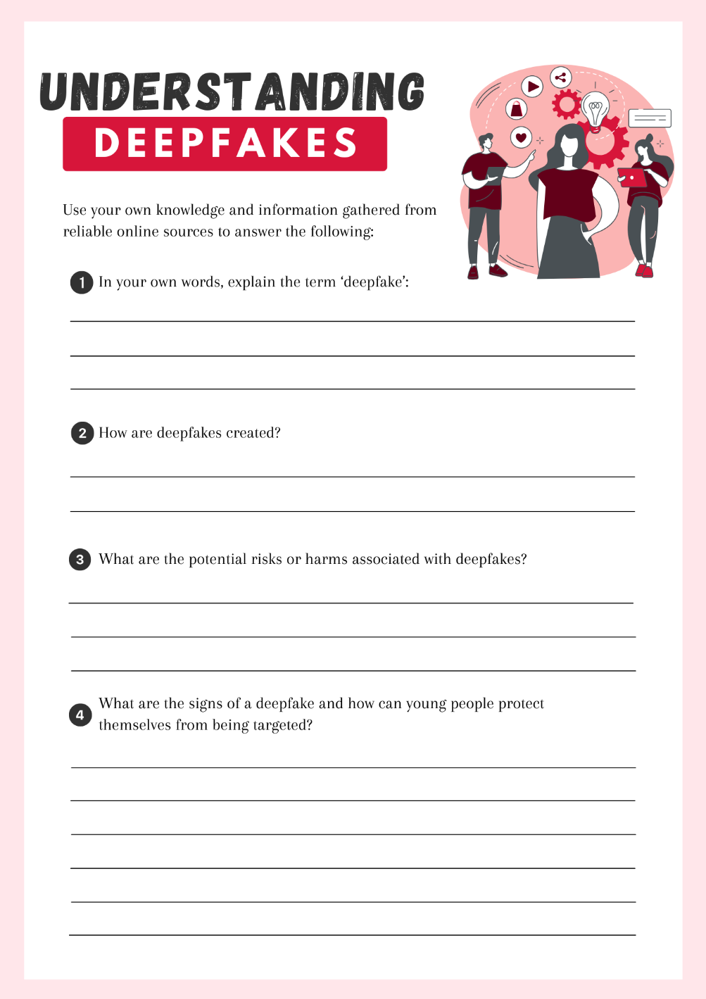 UNDERSTANDING
DEEPFAKES
Use your own knowledge and information gathered from
reliable online sources to answer the following:
1 In your own words, explain the term ‘deepfake’:
2 How are deepfakes created?
3 What are the potential risks or harms associated with deepfakes?
4 What are the signs of a deepfake and how can young people protect
themselves from being targeted?